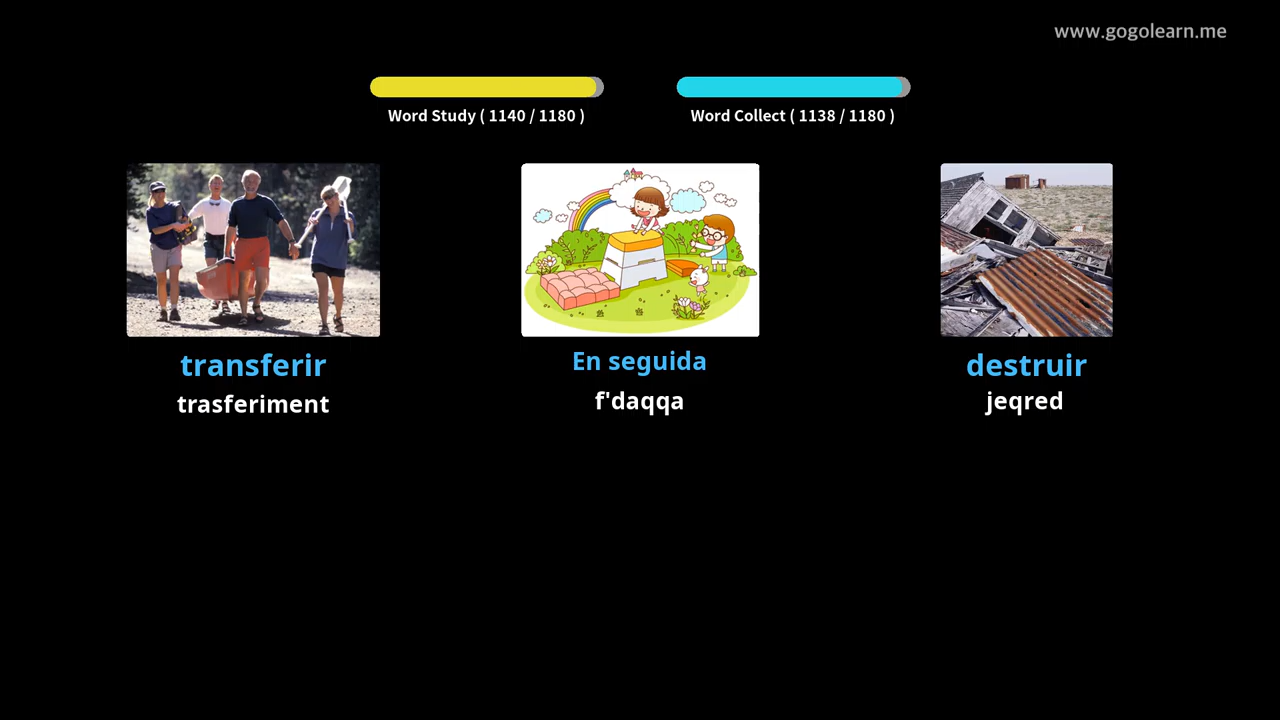 www.gogolearn.me
Word Study ( 1140 / 1180 )
Word Collect ( 1138 / 1180 )
transferir
trasferiment
En seguida
f'daqqa
destruir
jeqred